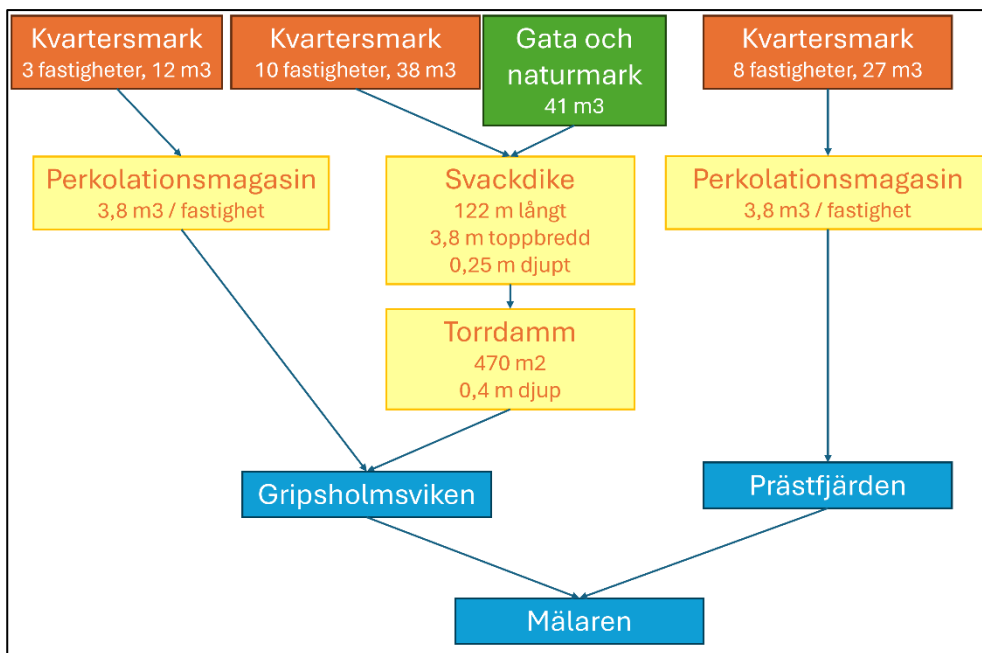 Kvartersmark
3 fastigheter, 12 m3
Kvartersmark
10 fastigheter, 38 m3
Gata och
naturmark
41 m3
Kvartersmark
8 fastigheter, 27 m3
Perkolationsmagasin
3,8 m3 / fastighet
Svackdike
122 m långt
3,8 m toppbredd
0,25 m djupt
Perkolationsmagasin
3,8 m3 / fastighet
Torrdamm
470 m2
0,4 m djup
Gripsholmsviken
Prästfjärden
Mälaren